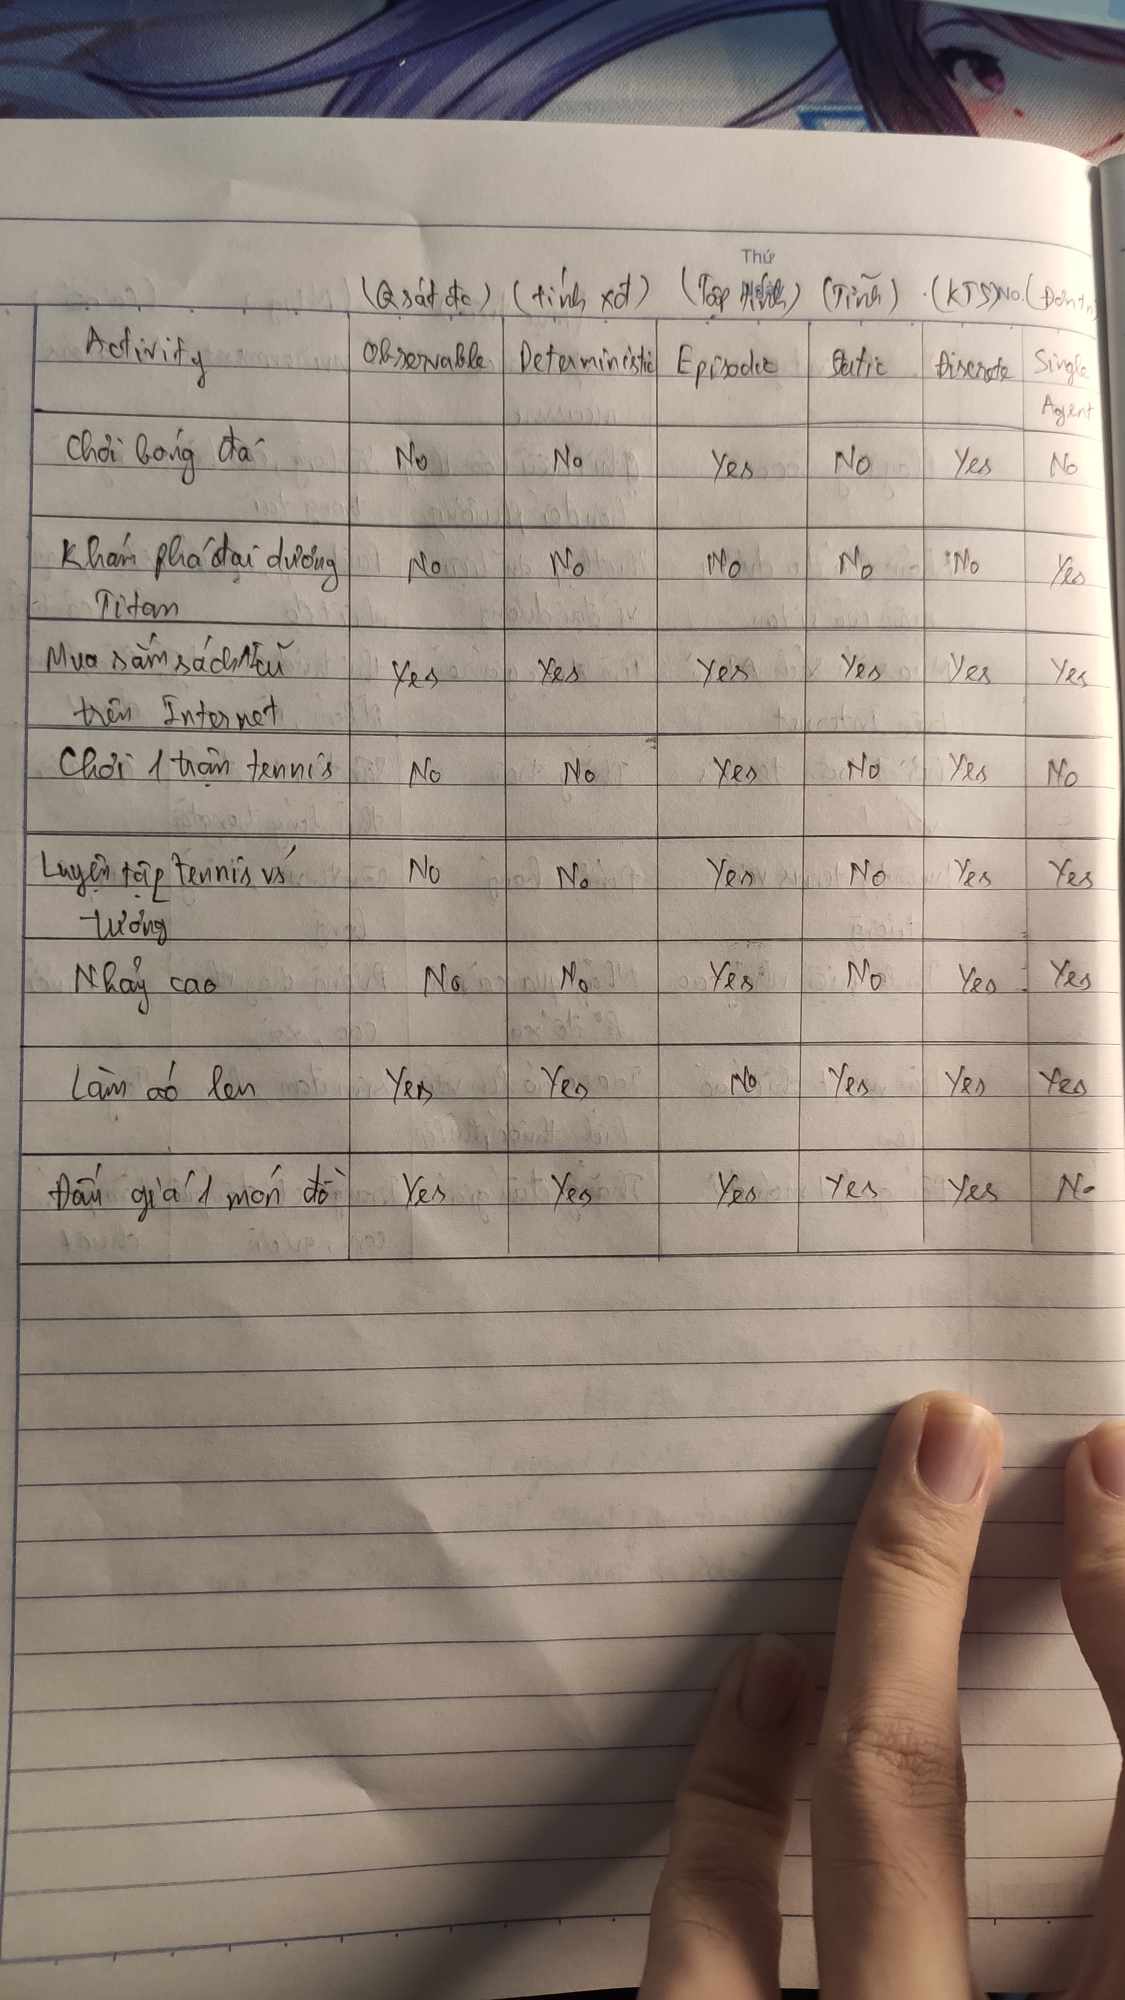 Thứ
(Q sát đc) (tính xđ) (Tập) (Tĩnh) (KTS) No. (Đơn
Activity Observable Deterministic Episodic Static Discrete Single Agent
Chơi bóng đá No No Yes No Yes No
Khám phá đại dương No No No No No Yes
Titan
Mua sắm sách cũ Yes Yes Yes Yes Yes Yes
trên Internet
Chơi 1 trận tennis No No Yes No Yes No
Luyện tập tennis vs No No Yes No Yes Yes
tường
Nhảy cao No No Yes No Yes Yes
Làm áo len Yes Yes No Yes Yes Yes
Đấu giá 1 món đồ Yes Yes Yes Yes Yes No